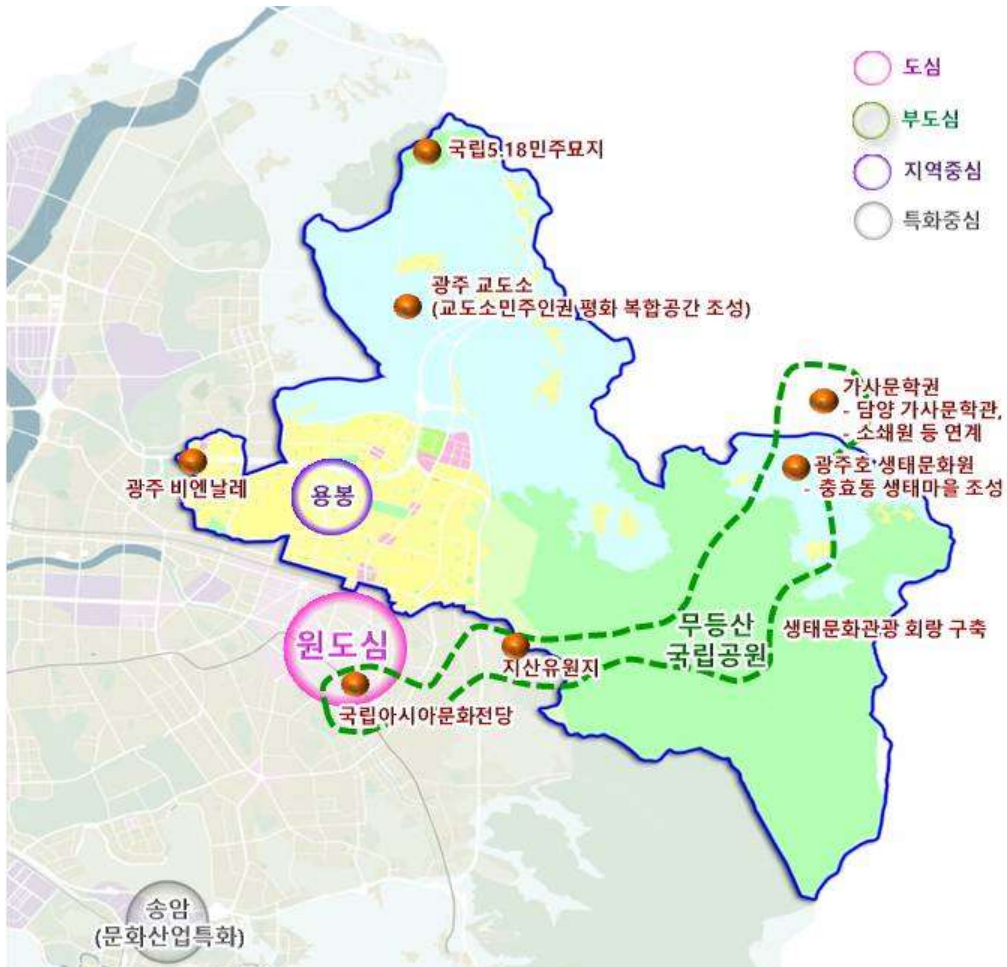 도심
부도심
지역중심
특화중심
국립5.18민주묘지
광주 교도소
(교도소민주인권 평화 복합공간 조성)
가사문학권
- 담양 가사문학관,
- 소쇄원 등 연계
광주호 생태문화원
- 충효동 생태마을 조성
광주 비엔날레
용봉
원도심
무등산
국립공원
생태문화관광 회랑 구축
지산유원지
국립아시아문화전당
송암
(문화산업특화)